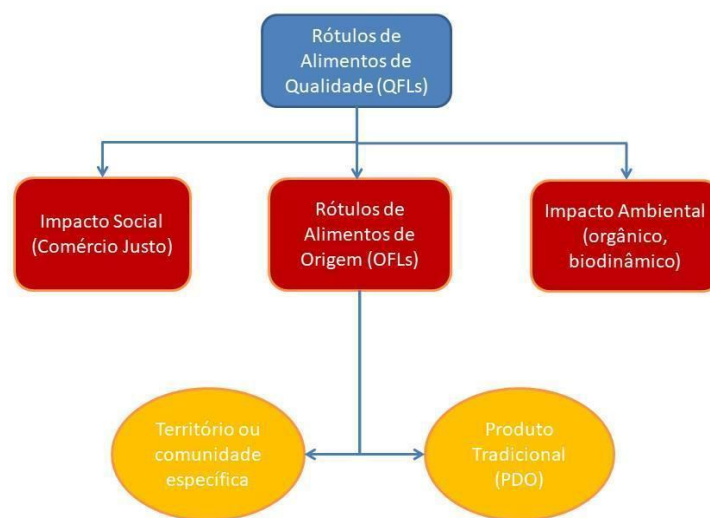 Rótulos de
Alimentos de
Qualidade (QFLs)
Impacto Social
(Comércio Justo)
Rótulos de
Alimentos de
Origem (OFLs)
Impacto Ambiental
(orgânico,
biodinâmico)
Território ou
comunidade
específica
Produto
Tradicional
(PDO)